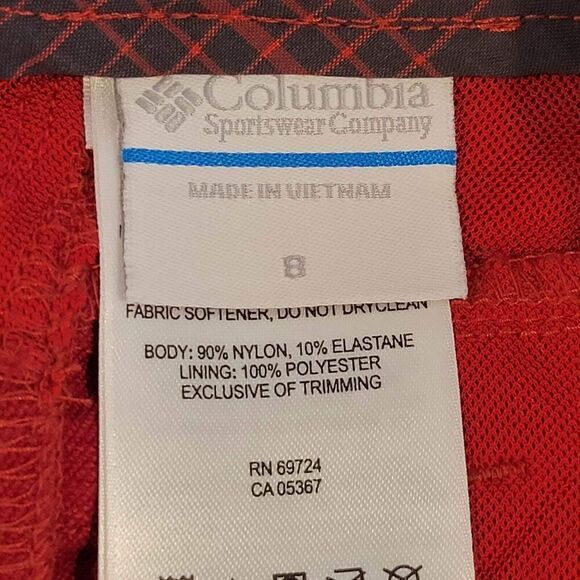 Columbia
Sportswear Company
MADE IN VIETNAM
8
FABRIC SOFTENER, DO NOT DRYCLEAN
BODY: 90% NYLON, 10% ELASTANE
LINING: 100% POLYESTER
EXCLUSIVE OF TRIMMING
RN 69724
CA 05367